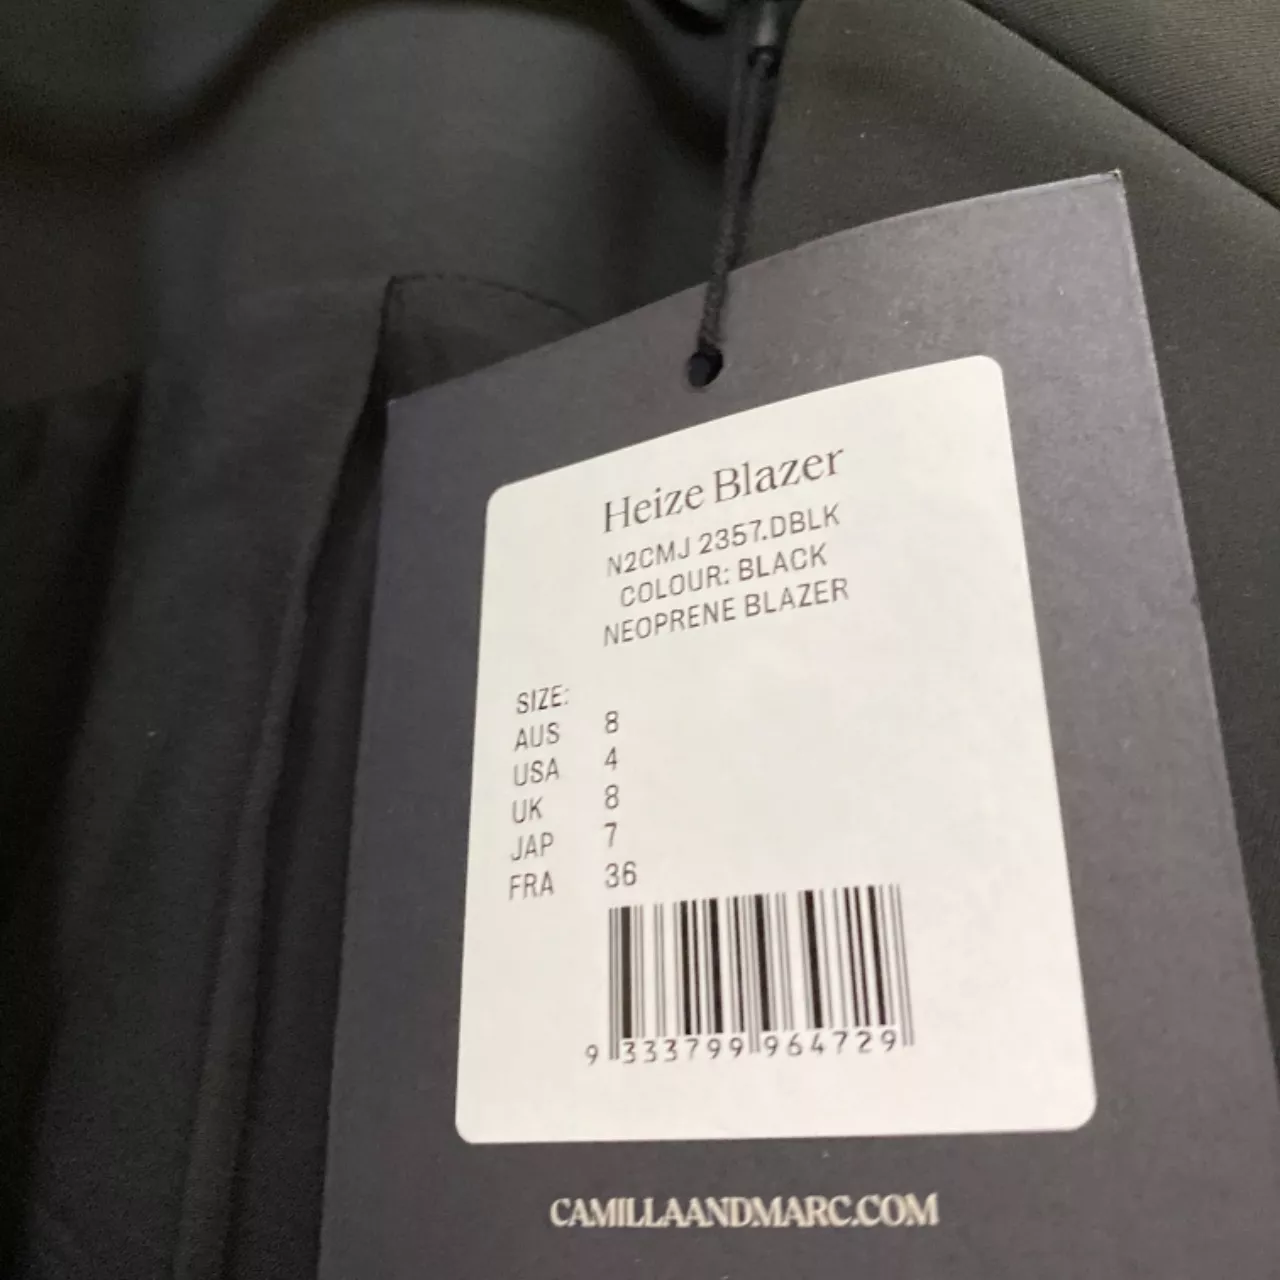 Heize Blazer
N2CMJ 2357.DBLK
COLOUR: BLACK
NEOPRENE BLAZER
SIZE:
AUS 8
USA 4
UK 8
JAP 7
FRA 36
9 333799 964729
CAMILLAANDMARC.COM